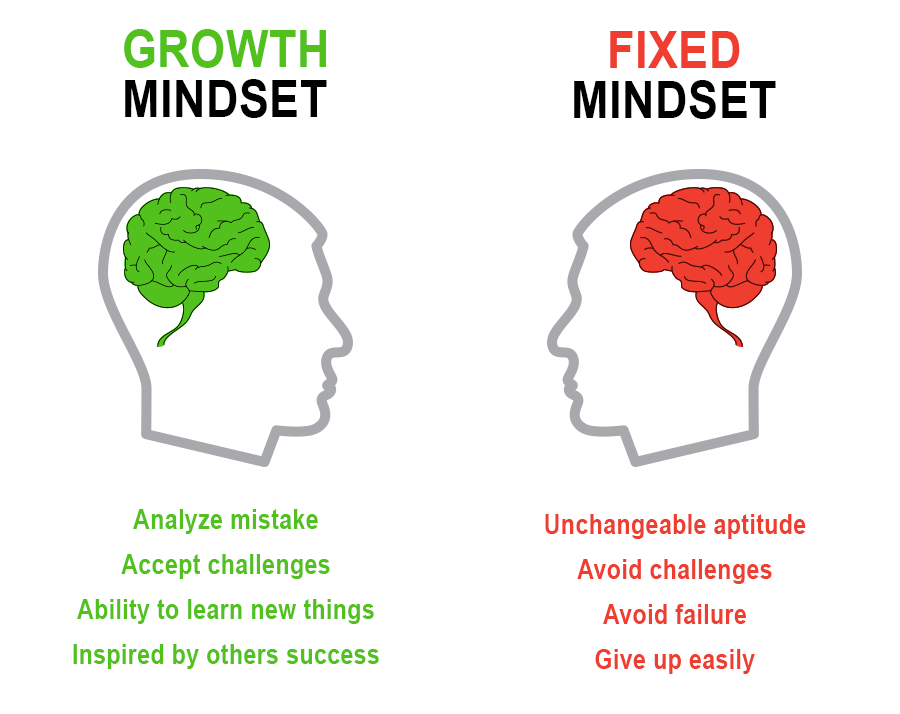 GROWTH
MINDSET
Analyze mistake
Accept challenges
Ability to learn new things
Inspired by others success
FIXED
MINDSET
Unchangeable aptitude
Avoid challenges
Avoid failure
Give up easily